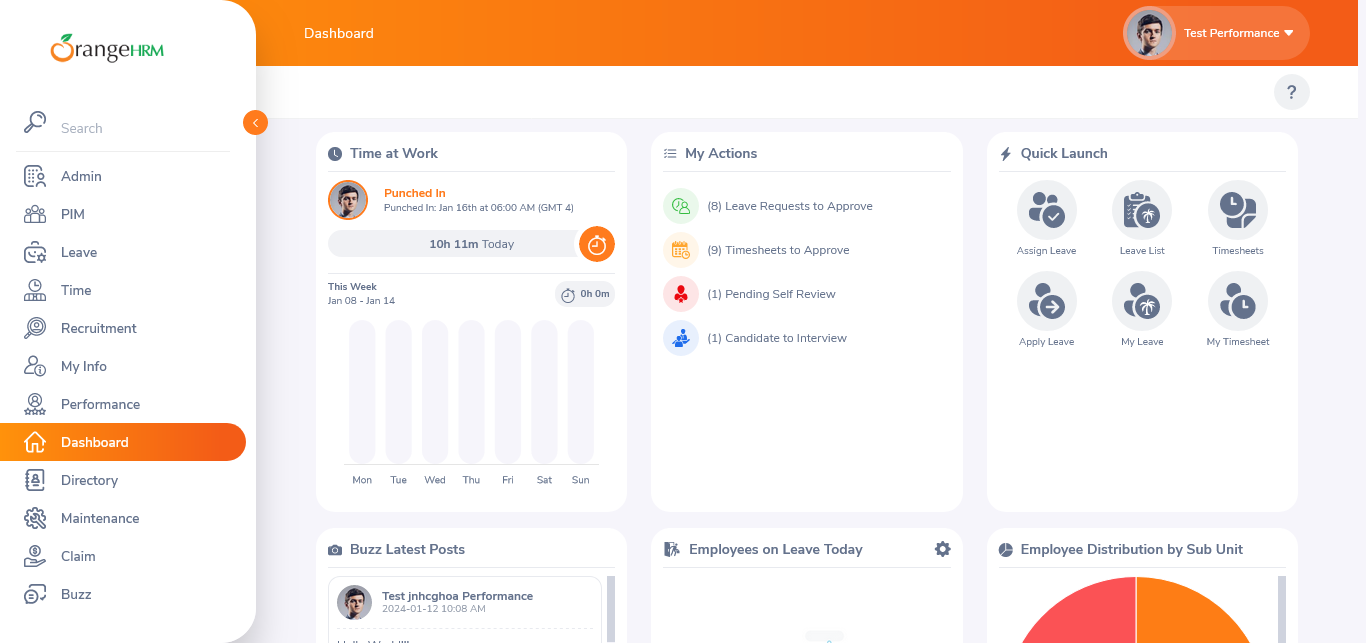 OrangeHRM
Search
Admin
PIM
Leave
Time
Recruitment
My Info
Performance
Dashboard
Directory
Maintenance
Claim
Buzz
Dashboard
Test Performance
?
Time at Work
Punched In
Punched In: Jan 16th at 06:00 AM (GMT 4)
10h 11m Today
This Week
Jan 08 - Jan 14
0h 0m
Mon Tue Wed Thu Fri Sat Sun
My Actions
(8) Leave Requests to Approve
(9) Timesheets to Approve
(1) Pending Self Review
(1) Candidate to Interview
Quick Launch
Assign Leave Leave List Timesheets
Apply Leave My Leave My Timesheet
Buzz Latest Posts
Test jnhcghoa Performance
2024-01-12 10:08 AM
Employees on Leave Today
Employee Distribution by Sub Unit